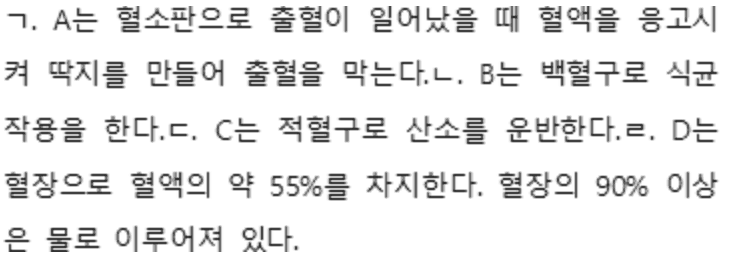 ㄱ. A는 혈소판으로 출혈이 일어났을 때 혈액을 응고시
켜 딱지를 만들어 출혈을 막는다.ㄴ. B는 백혈구로 식균
작용을 한다.ㄷ. C는 적혈구로 산소를 운반한다.ㄹ. D는
혈장으로 혈액의 약 55%를 차지한다. 혈장의 90% 이상
은 물로 이루어져 있다.